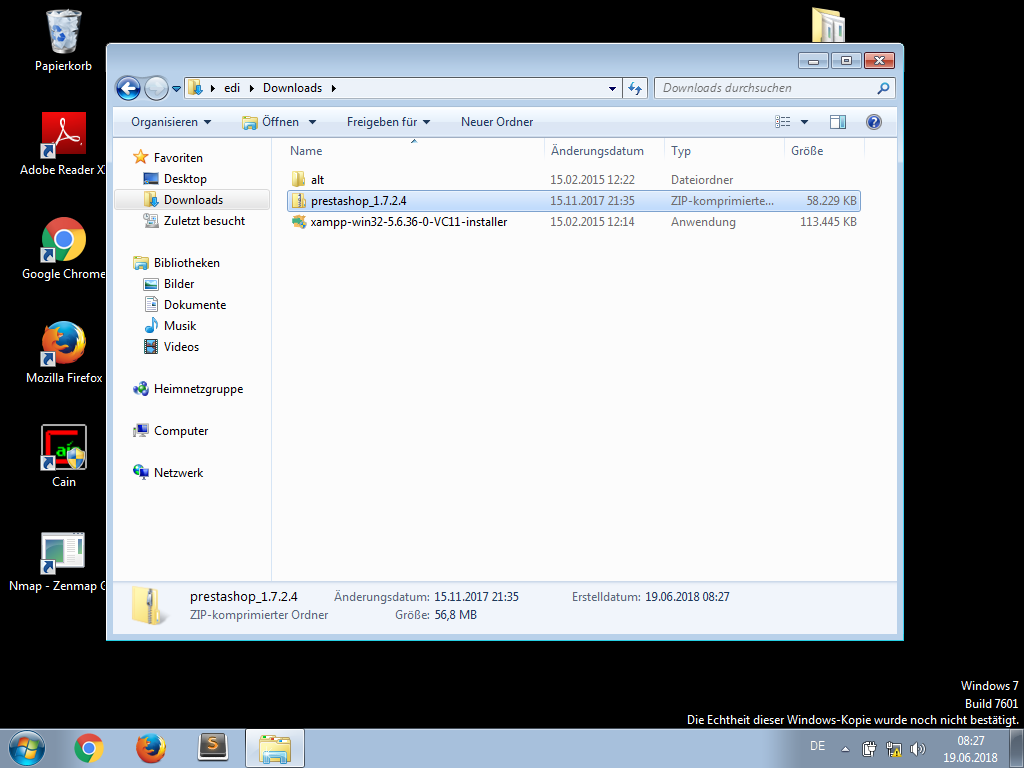 Papierkorb
Adobe Reader X
Google Chrome
Mozilla Firefox
Cain
Nmap - Zenmap G
edi Downloads
Downloads durchsuchen
Organisieren Öffnen Freigeben für Neuer Ordner
Name Änderungsdatum Typ Größe
alt 15.02.2015 12:22 Dateiordner
prestashop_1.7.2.4 15.11.2017 21:35 ZIP-komprimierte... 58.229 KB
xampp-win32-5.6.36-0-VC11-installer 15.02.2015 12:14 Anwendung 113.445 KB
Favoriten
Desktop
Downloads
Zuletzt besucht
Bibliotheken
Bilder
Dokumente
Musik
Videos
Heimnetzgruppe
Computer
Netzwerk
prestashop_1.7.2.4 Änderungsdatum: 15.11.2017 21:35 Erstelldatum: 19.06.2018 08:27
ZIP-komprimierter Ordner Größe: 56,8 MB
Windows 7
Build 7601
Die Echtheit dieser Windows-Kopie wurde noch nicht bestätigt.
DE
08:27
19.06.2018